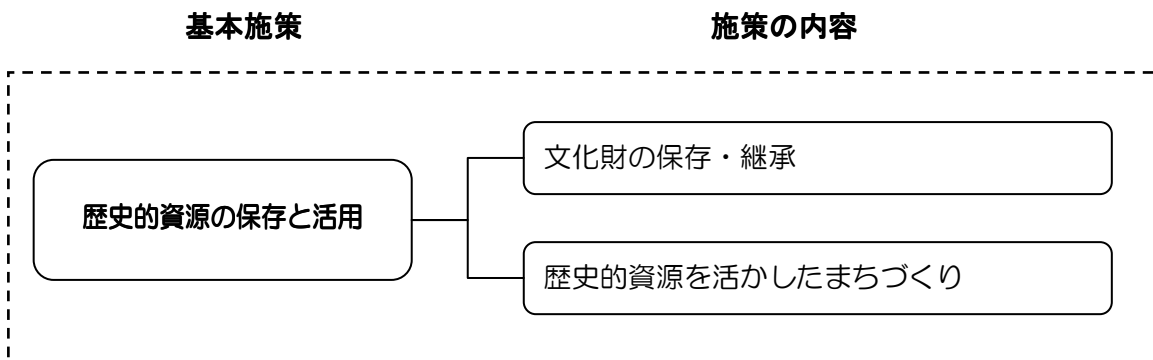 基本施策
施策の内容
歴史的資源の保存と活用
文化財の保存・継承
歴史的資源を活かしたまちづくり